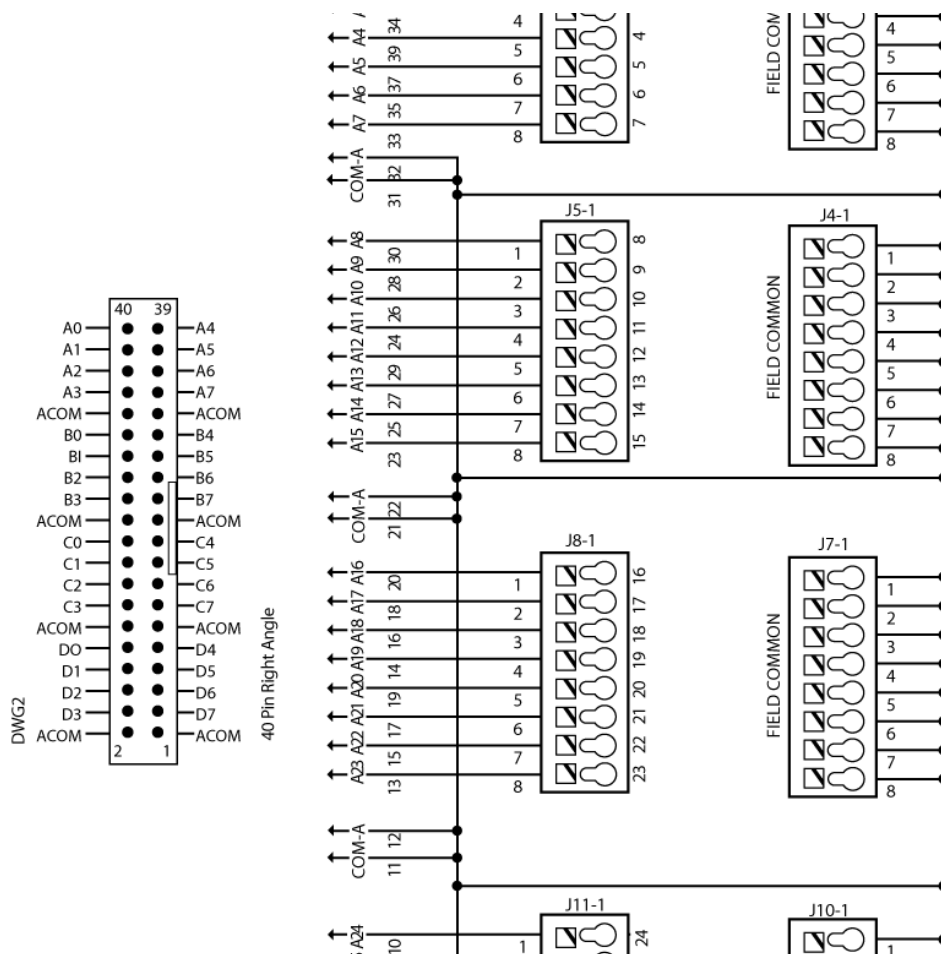 40 39
A0 A4
A1 A5
A2 A6
A3 A7
ACOM ACOM
B0 B4
BI B5
B2 B6
B3 B7
ACOM ACOM
C0 C4
C1 C5
C2 C6
C3 C7
ACOM ACOM
DO D4
D1 D5
D2 D6
D3 D7
ACOM ACOM
2 1
DWG2
40 Pin Right Angle
34 4
A4 39 5 4
A5 37 6 5
A6 35 7 6
A7 33 8 7
COM-A 32
31
J5-1
A8 30 1 8
A9 28 2 9
A10 26 3 10
A11 24 4 11
A12 29 5 12
A13 27 6 13
A14 25 7 14
A15 23 8 15
COM-A 22
21
J8-1
A16 20 1 16
A17 18 2 17
A18 16 3 18
A19 14 4 19
A20 19 5 20
A21 17 6 21
A22 15 7 22
A23 13 8 23
COM-A 12
11
J11-1
A24 10 1 24
FIELD COM
4
5
6
7
8
J4-1
FIELD COMMON
1
2
3
4
5
6
7
8
J7-1
FIELD COMMON
1
2
3
4
5
6
7
8
J10-1
1